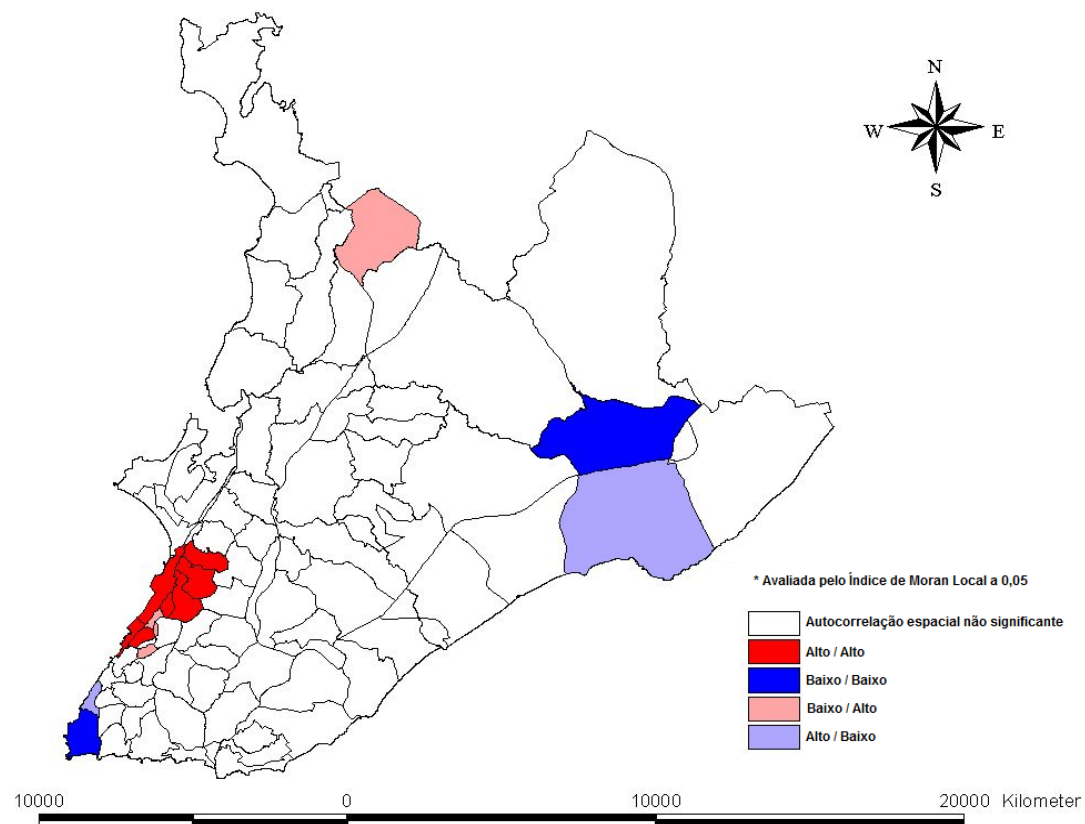 N
W E
S
* Avaliada pelo Índice de Moran Local a 0,05
Autocorrelação espacial não significante
Alto / Alto
Baixo / Baixo
Baixo / Alto
Alto / Baixo
10000 0 10000 20000 Kilometer